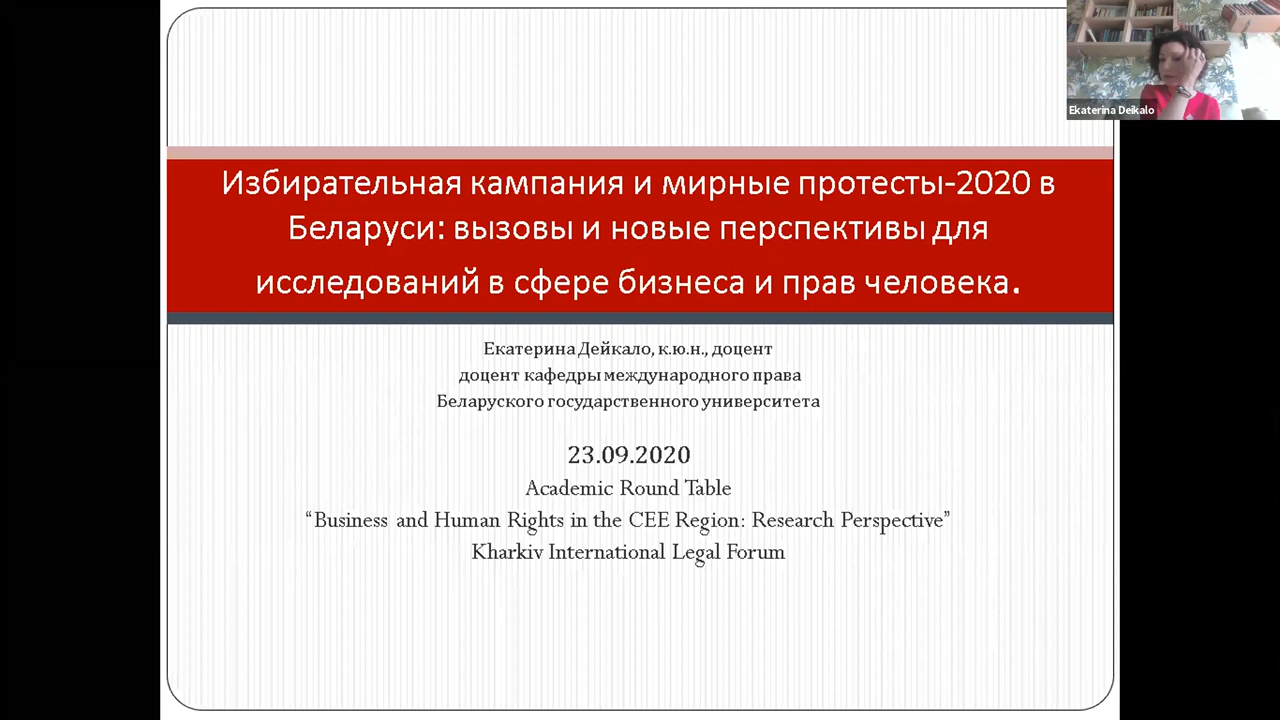 Ekaterina Deikalo
Избирательная кампания и мирные протесты-2020 в
Беларуси: вызовы и новые перспективы для
исследований в сфере бизнеса и прав человека.
Екатерина Дейкало, к.ю.н., доцент
доцент кафедры международного права
Беларуского государственного университета
23.09.2020
Academic Round Table
“Business and Human Rights in the CEE Region: Research Perspective”
Kharkiv International Legal Forum